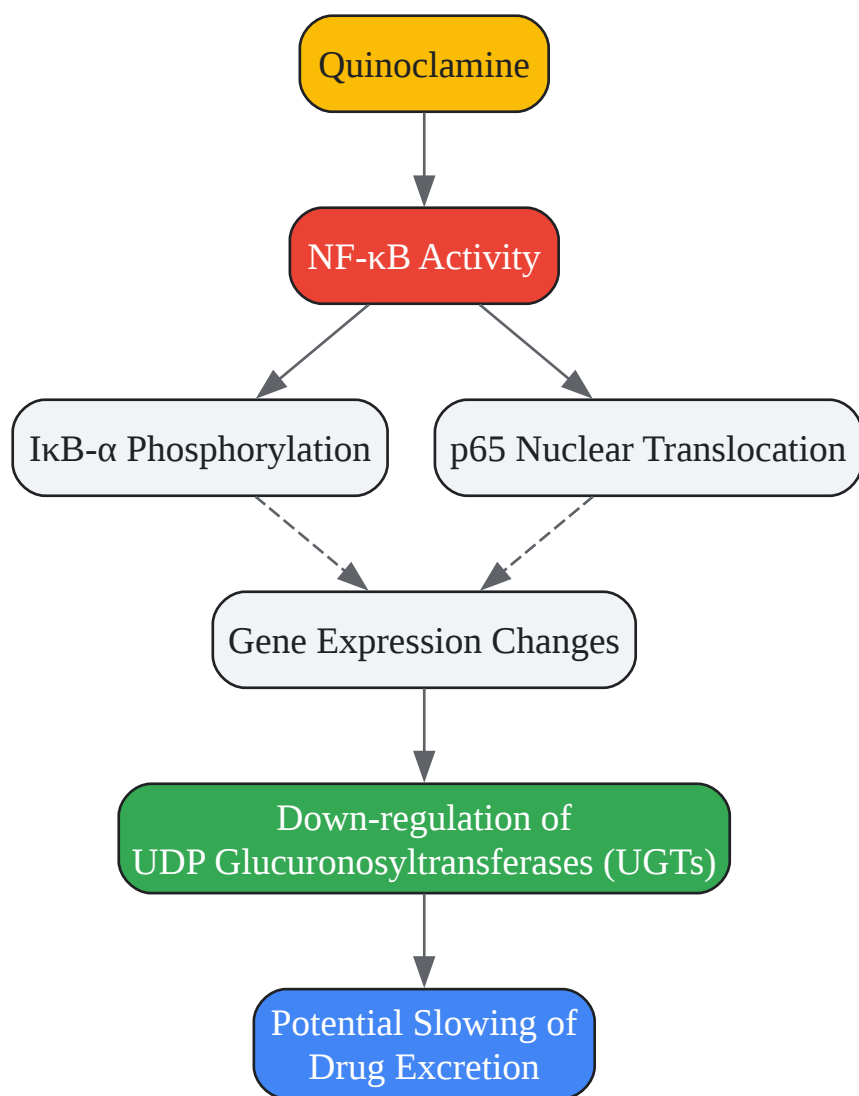 Quinoclamine
NF-κB Activity
IκB-α Phosphorylation
p65 Nuclear Translocation
Gene Expression Changes
Down-regulation of
UDP Glucuronosyltransferases (UGTs)
Potential Slowing of
Drug Excretion